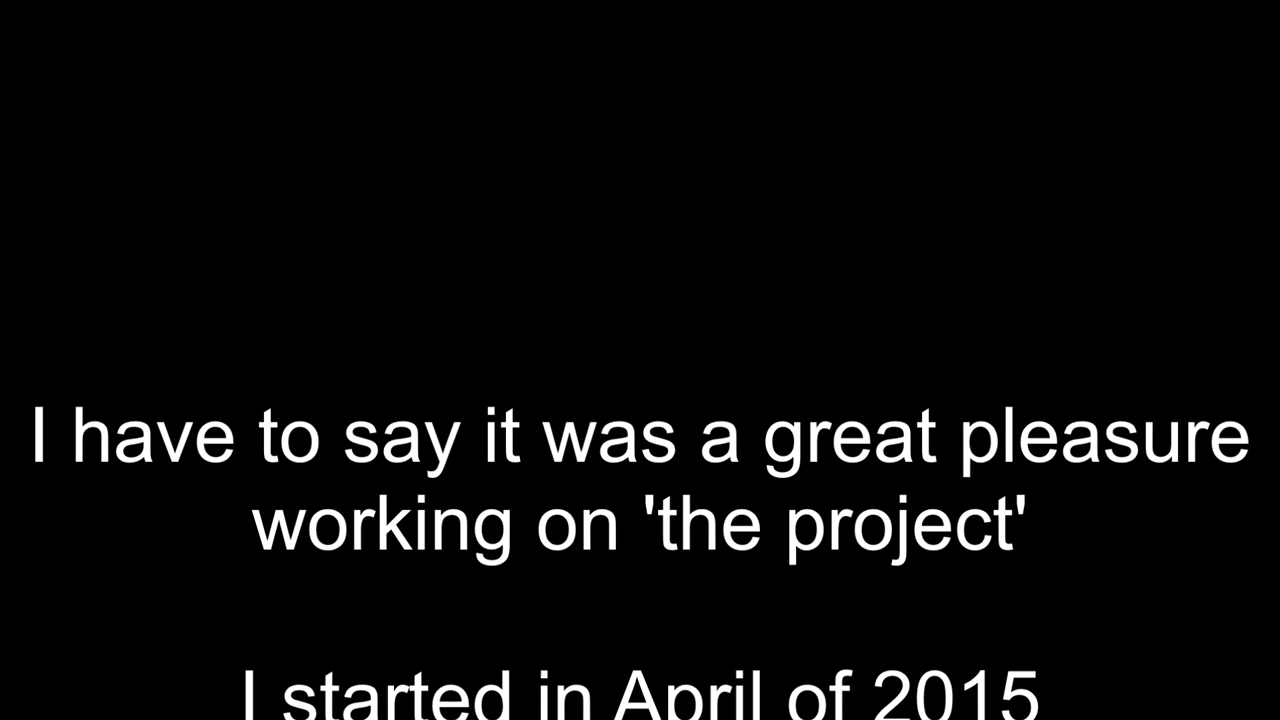 I have to say it was a great pleasure
working on 'the project'
I started in April of 2015